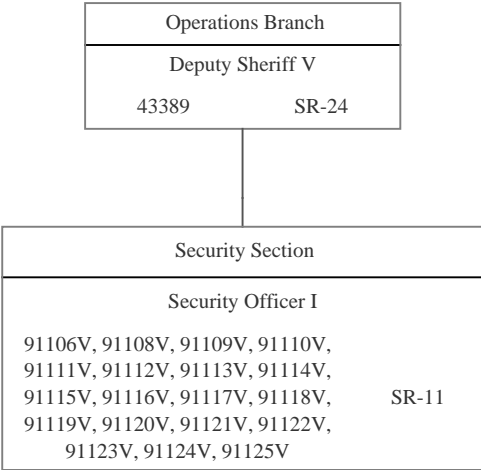 Operations Branch
Deputy Sheriff V
43389 SR-24
Security Section
Security Officer I
91106V, 91108V, 91109V, 91110V,
91111V, 91112V, 91113V, 91114V,
91115V, 91116V, 91117V, 91118V,
SR-11
91119V, 91120V, 91121V, 91122V,
91123V, 91124V, 91125V